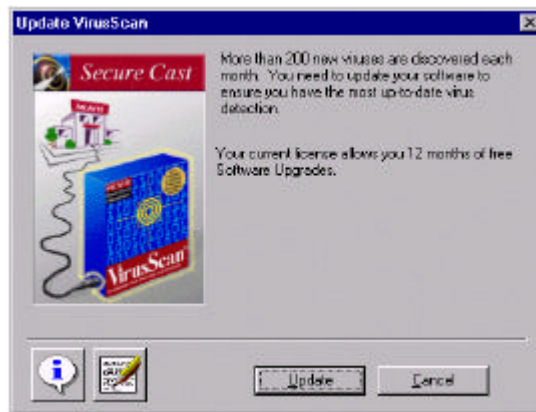 Update VirusScan
Secure Cast
More than 200 new viruses are discovered each
month. You need to update your software to
ensure you have the most up-to-date virus
detection.
Your current license allows you 12 months of free
Software Upgrades.
McAfee
VirusScan
Update
Cancel